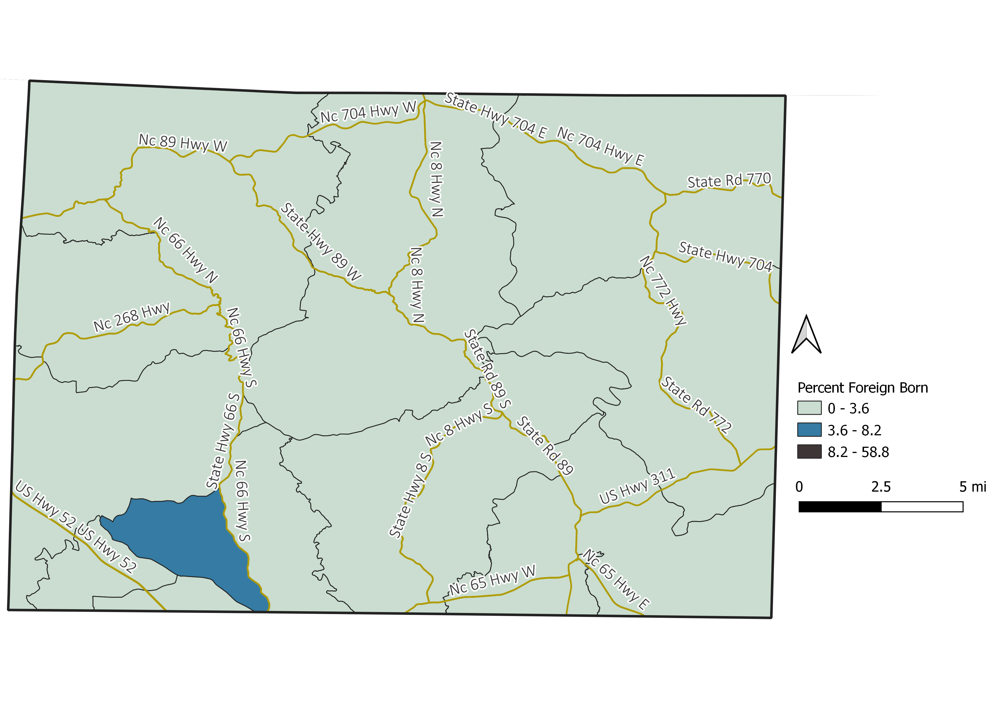 State Hwy 704 E
Nc 704 Hwy W
Nc 704 Hwy E
Nc 89 Hwy W
Nc 8 Hwy N
State Rd 770
State Hwy 89 W
Nc 66 Hwy N
State Hwy 704
Nc 8 Hwy N
Nc 772 Hwy
Nc 268 Hwy
Nc 66 Hwy S
State Rd 89 S
State Rd 772
State Hwy 66 S
Nc 8 Hwy S
State Rd 89
State Hwy 8 S
Nc 66 Hwy S
US Hwy 311
US Hwy 52
US Hwy 52
Nc 65 Hwy W
Nc 65 Hwy E
Percent Foreign Born
0 - 3.6
3.6 - 8.2
8.2 - 58.8
0 2.5 5 mi